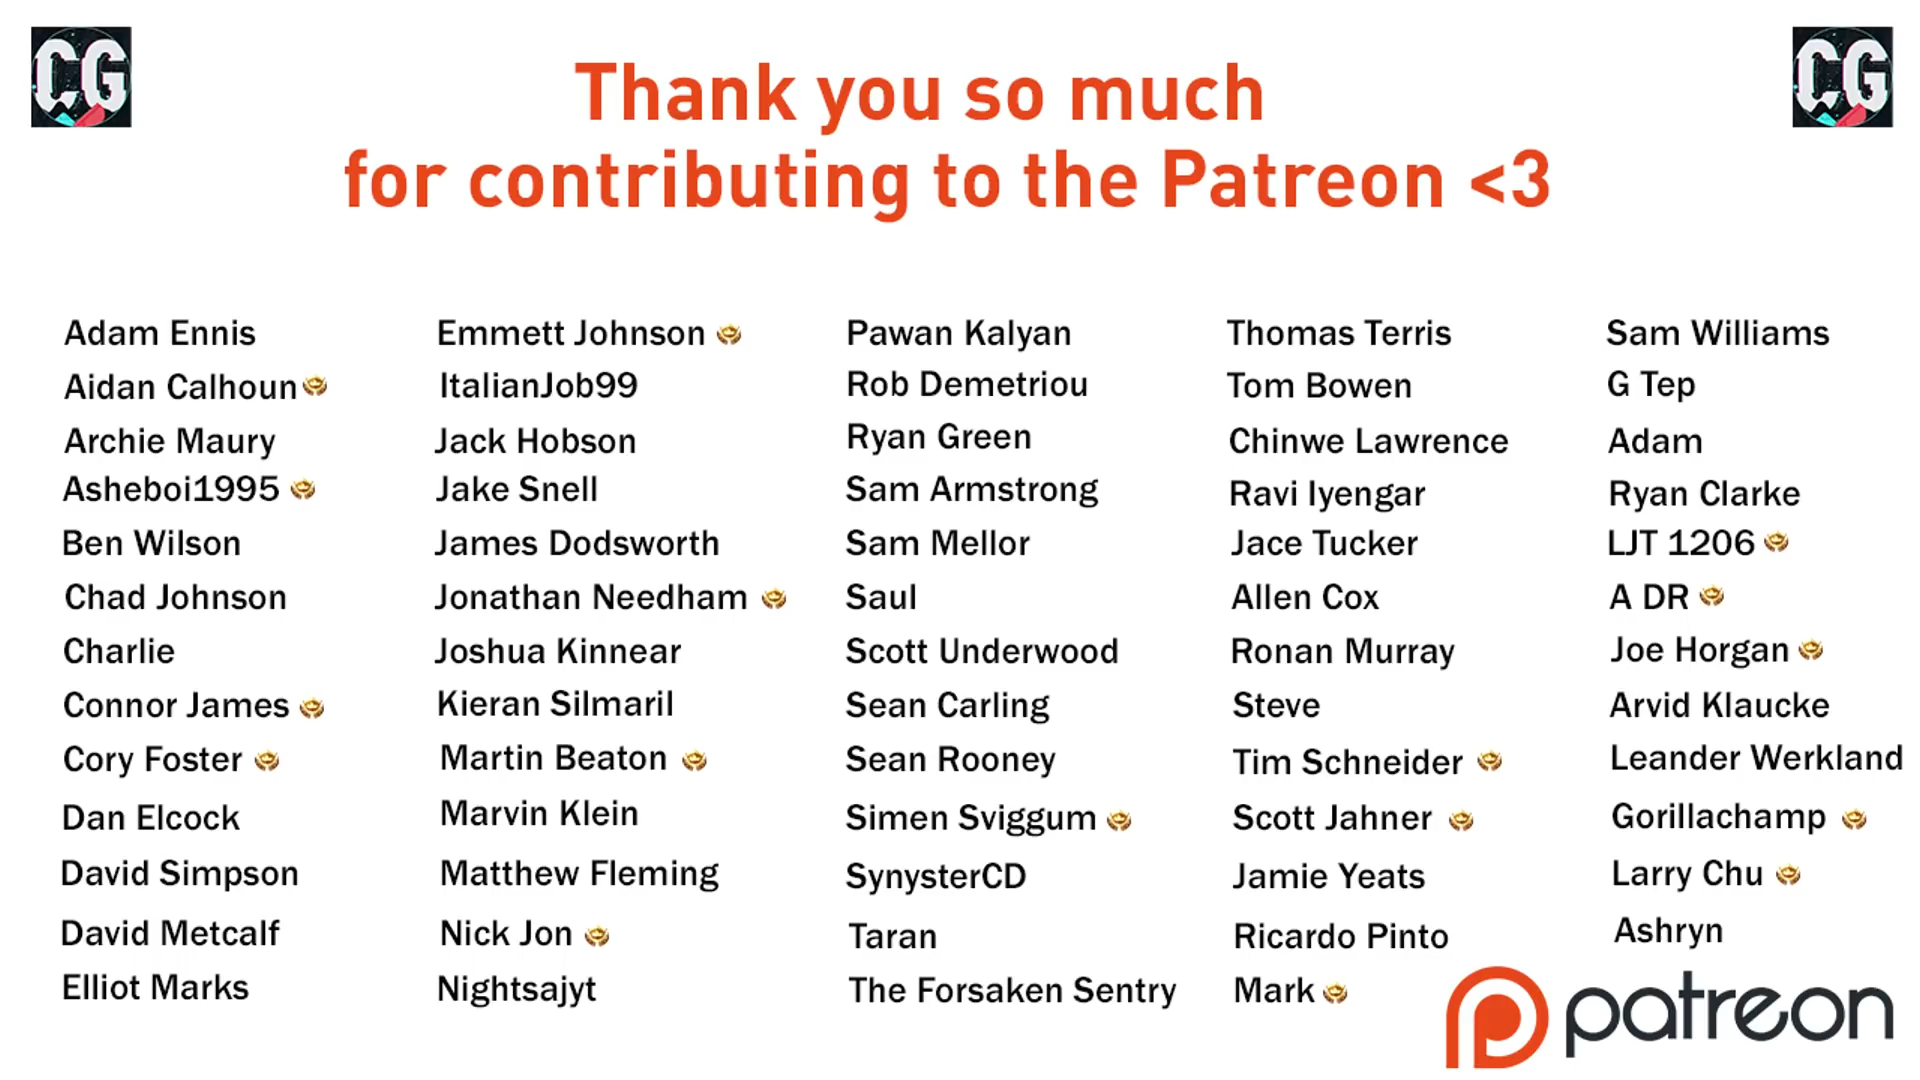 CG
CG
Thank you so much
for contributing to the Patreon <3
Adam Ennis
Aidan Calhoun
Archie Maury
Asheboi1995
Ben Wilson
Chad Johnson
Charlie
Connor James
Cory Foster
Dan Elcock
David Simpson
David Metcalf
Elliot Marks
Emmett Johnson
ItalianJob99
Jack Hobson
Jake Snell
James Dodsworth
Jonathan Needham
Joshua Kinnear
Kieran Silmaril
Martin Beaton
Marvin Klein
Matthew Fleming
Nick Jon
Nightsajyt
Pawan Kalyan
Rob Demetriou
Ryan Green
Sam Armstrong
Sam Mellor
Saul
Scott Underwood
Sean Carling
Sean Rooney
Simen Sviggum
SynysterCD
Taran
The Forsaken Sentry
Thomas Terris
Tom Bowen
Chinwe Lawrence
Ravi Iyengar
Jace Tucker
Allen Cox
Ronan Murray
Steve
Tim Schneider
Scott Jahner
Jamie Yeats
Ricardo Pinto
Mark
Sam Williams
G Tep
Adam
Ryan Clarke
LJT 1206
A DR
Joe Horgan
Arvid Klaucke
Leander Werkland
Gorillachamp
Larry Chu
Ashryn
patreon